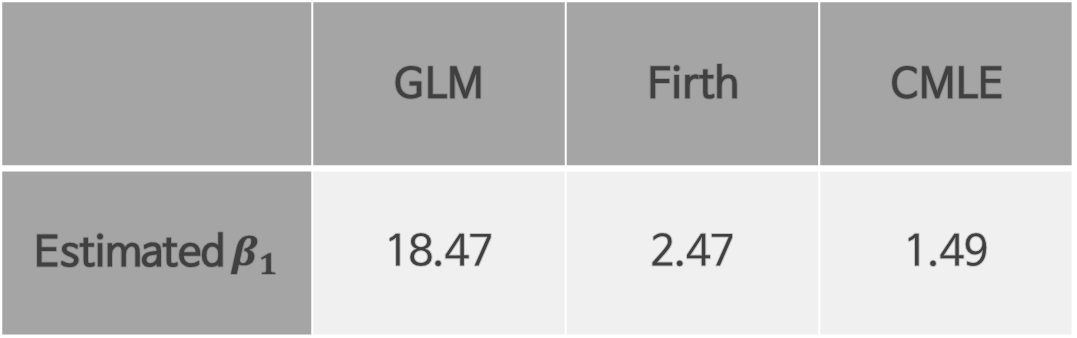 GLM Firth CMLE
Estimated β₁ 18.47 2.47 1.49